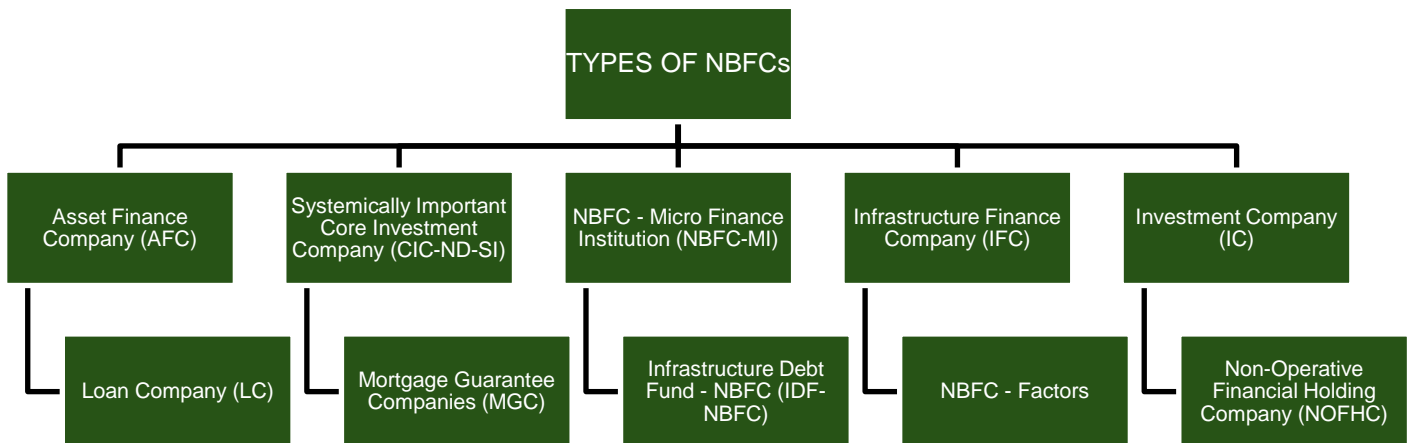 TYPES OF NBFCs
Asset Finance
Company (AFC)
Systemically Important
Core Investment
Company (CIC-ND-SI)
NBFC - Micro Finance
Institution (NBFC-MI)
Infrastructure Finance
Company (IFC)
Investment Company
(IC)
Loan Company (LC)
Mortgage Guarantee
Companies (MGC)
Infrastructure Debt
Fund - NBFC (IDF-
NBFC)
NBFC - Factors
Non-Operative
Financial Holding
Company (NOFHC)